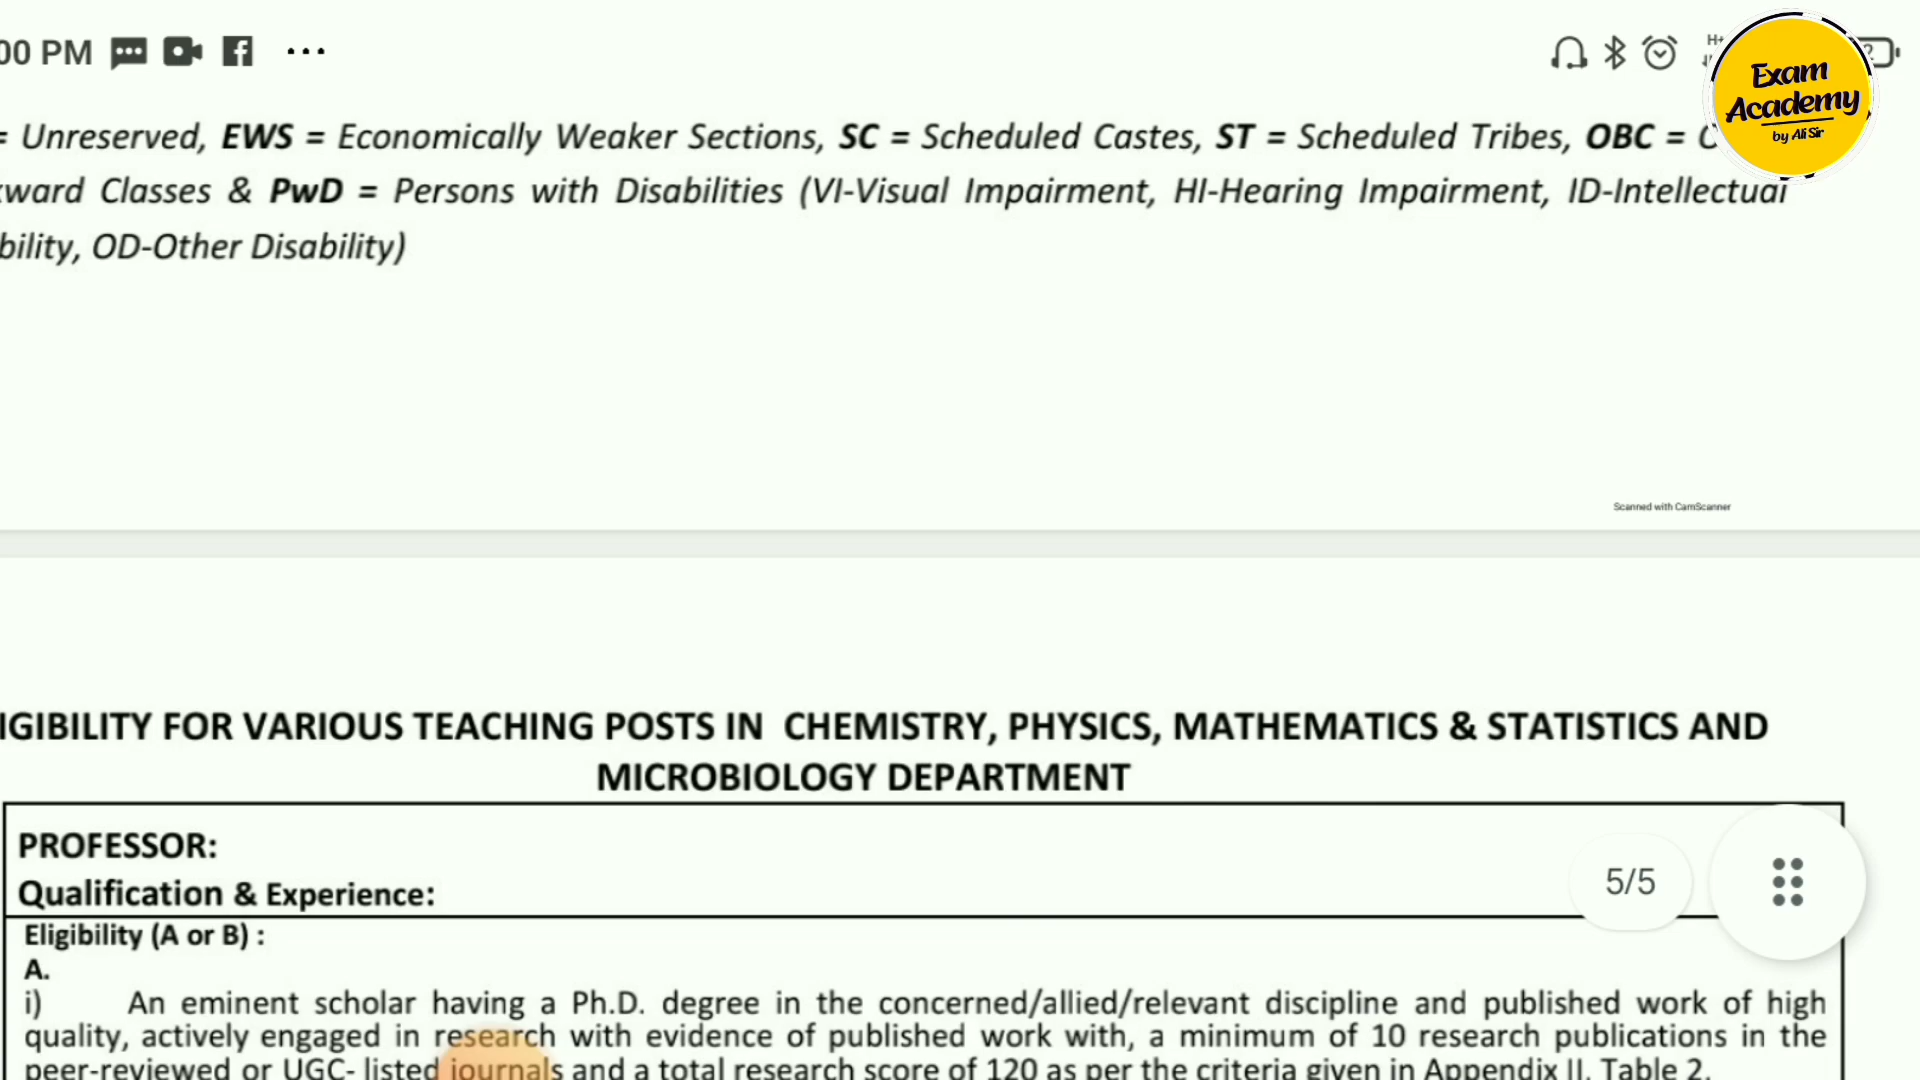 00 PM
Exam
Academy
by Ali Sir
= Unreserved, EWS = Economically Weaker Sections, SC = Scheduled Castes, ST = Scheduled Tribes, OBC =
ward Classes & PwD = Persons with Disabilities (VI-Visual Impairment, HI-Hearing Impairment, ID-Intellectual
bility, OD-Other Disability)
Scanned with CamScanner
IGIBILITY FOR VARIOUS TEACHING POSTS IN CHEMISTRY, PHYSICS, MATHEMATICS & STATISTICS AND
MICROBIOLOGY DEPARTMENT
PROFESSOR:
Qualification & Experience:
5/5
Eligibility (A or B) :
A.
i) An eminent scholar having a Ph.D. degree in the concerned/allied/relevant discipline and published work of high
quality, actively engaged in research with evidence of published work with, a minimum of 10 research publications in the
peer-reviewed or UGC- listed journals and a total research score of 120 as per the criteria given in Appendix II, Table 2.